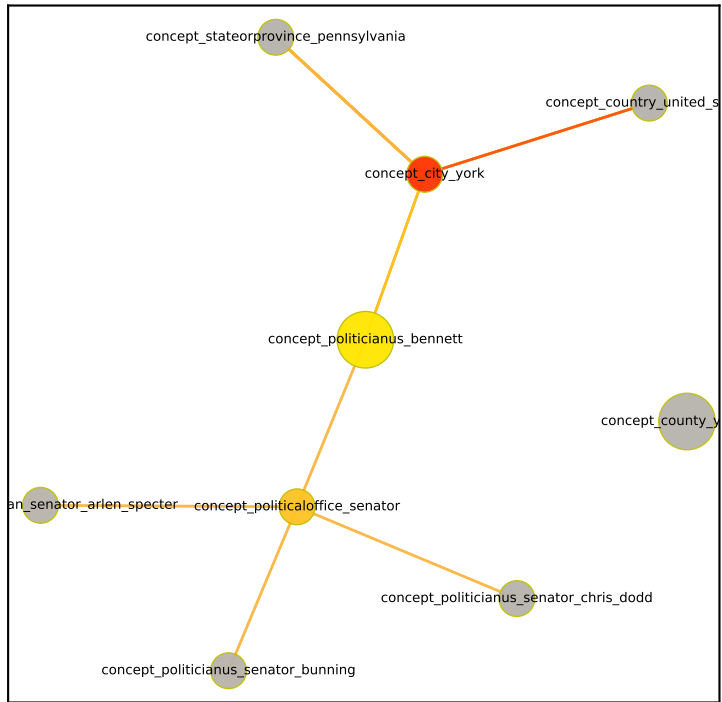 concept_stateorprovince_pennsylvania
concept_country_united_s
concept_city_york
concept_politicianus_bennett
concept_county_y
an_senator_arlen_specter
concept_politicaloffice_senator
concept_politicianus_senator_chris_dodd
concept_politicianus_senator_bunning